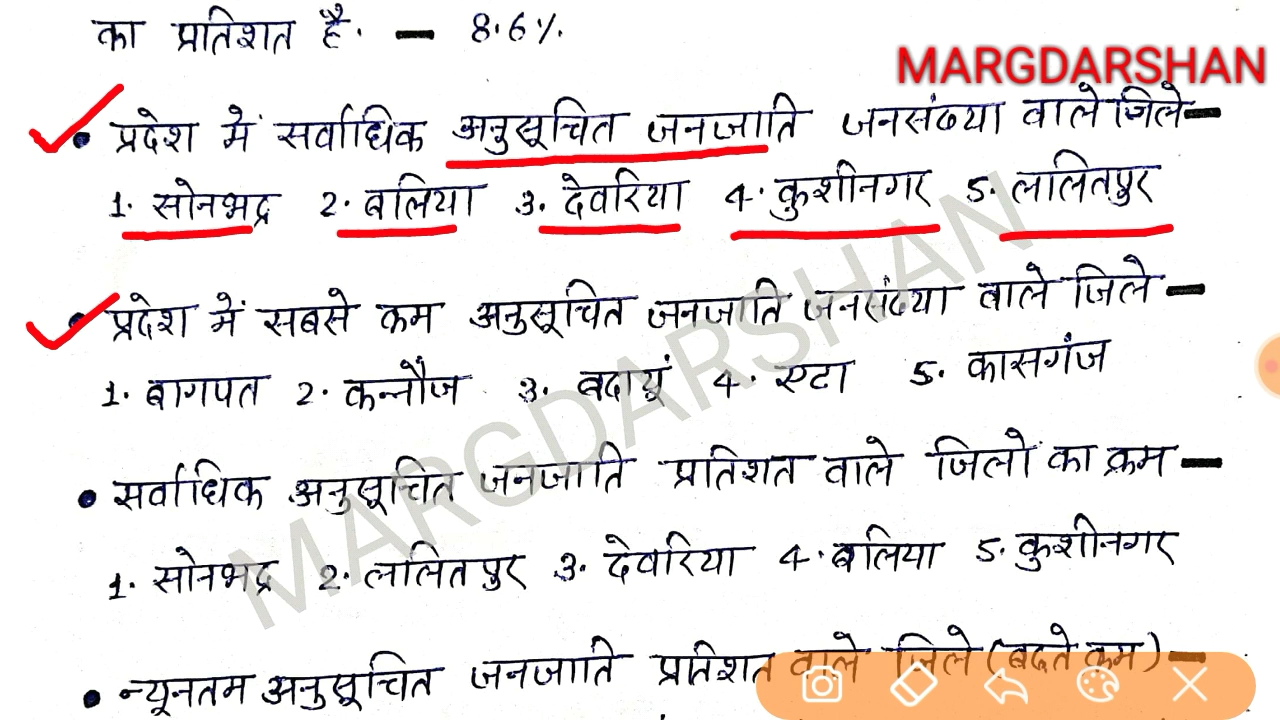 का प्रतिशत है. — 8.6%.
MARGDARSHAN
• प्रदेश में सर्वाधिक अनुसूचित जनजाति जनसंख्या वाले जिले—
1. सोनभद्र 2. बलिया 3. देवरिया 4. कुशीनगर 5. ललितपुर
• प्रदेश में सबसे कम अनुसूचित जनजाति जनसंख्या वाले जिले —
1. बागपत 2. कन्नौज 3. बदायूं 4. एटा 5. कासगंज
MARGDARSHAN
• सर्वाधिक अनुसूचित जनजाति प्रतिशत वाले जिलों का क्रम —
1. सोनभद्र 2. ललितपुर 3. देवरिया 4. बलिया 5. कुशीनगर
• न्यूनतम अनुसूचित जनजाति प्रतिशत वाले जिले (बढ़ते क्रम) —